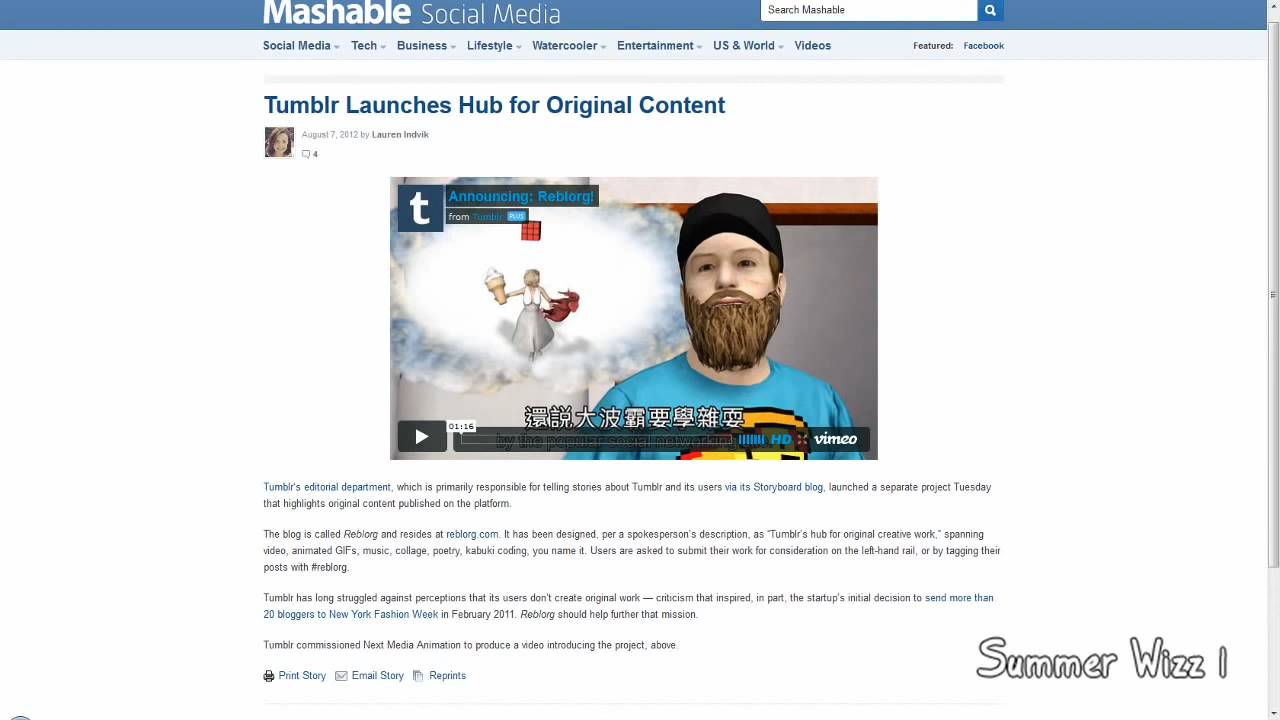 Mashable Social Media
Search Mashable
Social Media Tech Business Lifestyle Watercooler Entertainment US & World Videos Featured: Facebook
Tumblr Launches Hub for Original Content
August 7, 2012 by Lauren Indvik
4
t
Announcing: Reblorg!
from Tumblr PLUS
還說大波霸要學雜耍
01:16
by the popular social networking
HD vimeo
Tumblr's editorial department, which is primarily responsible for telling stories about Tumblr and its users via its Storyboard blog, launched a separate project Tuesday
that highlights original content published on the platform.
The blog is called Reblorg and resides at reblorg.com. It has been designed, per a spokesperson's description, as "Tumblr's hub for original creative work," spanning
video, animated GIFs, music, collage, poetry, kabuki coding, you name it. Users are asked to submit their work for consideration on the left-hand rail, or by tagging their
posts with #reblorg.
Tumblr has long struggled against perceptions that its users don't create original work — criticism that inspired, in part, the startup's initial decision to send more than
20 bloggers to New York Fashion Week in February 2011. Reblorg should help further that mission.
Tumblr commissioned Next Media Animation to produce a video introducing the project, above.
Print Story Email Story Reprints
Summer Wizz 1